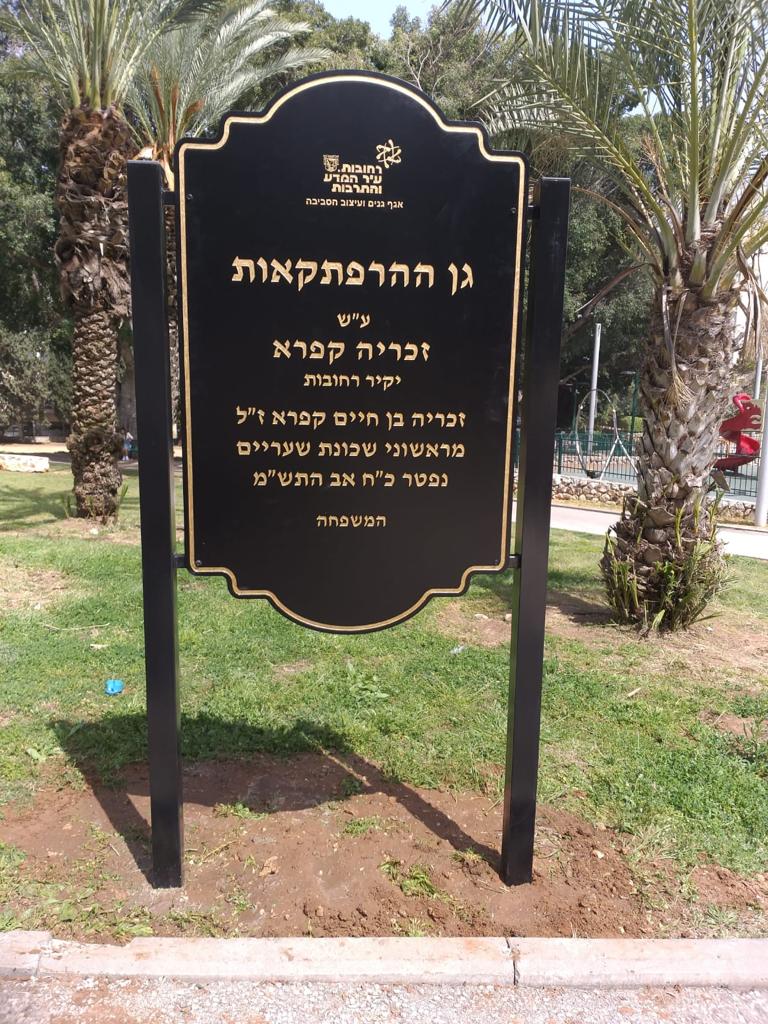 רחובות.
עיר המדע
והתרבות
אגף גנים ועיצוב הסביבה
גן ההרפתקאות
ע״ש
זכריה קפרא
יקיר רחובות
זכריה בן חיים קפרא ז״ל
מראשוני שכונת שעריים
נפטר כ״ח אב התש״מ
המשפחה